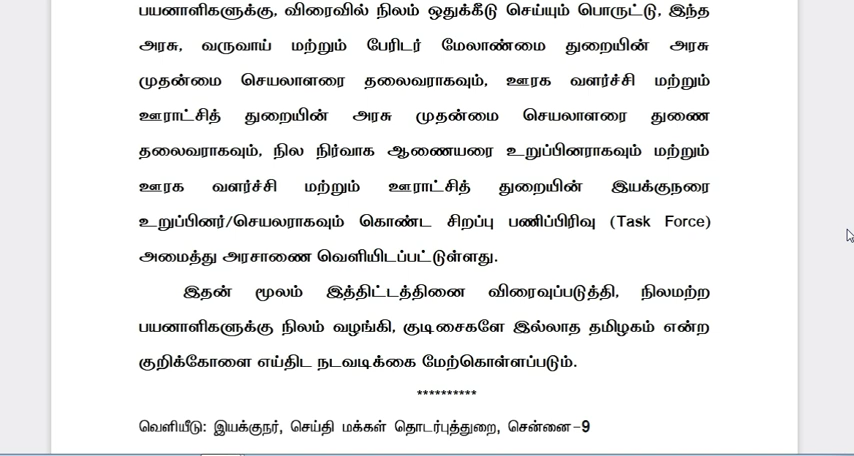 பயனாளிகளுக்கு, விரைவில் நிலம் ஒதுக்கீடு செய்யும் பொருட்டு, இந்த
அரசு, வருவாய் மற்றும் பேரிடர் மேலாண்மை துறையின் அரசு
முதன்மை செயலாளரை தலைவராகவும், ஊரக வளர்ச்சி மற்றும்
ஊராட்சித் துறையின் அரசு முதன்மை செயலாளரை துணை
தலைவராகவும், நில நிர்வாக ஆணையரை உறுப்பினராகவும் மற்றும்
ஊரக வளர்ச்சி மற்றும் ஊராட்சித் துறையின் இயக்குநரை
உறுப்பினர்/செயலராகவும் கொண்ட சிறப்பு பணிப்பிரிவு (Task Force)
அமைத்து அரசாணை வெளியிடப்பட்டுள்ளது.
இதன் மூலம் இத்திட்டத்தினை விரைவுப்படுத்தி, நிலமற்ற
பயனாளிகளுக்கு நிலம் வழங்கி, குடிசைகளே இல்லாத தமிழகம் என்ற
குறிக்கோளை எய்திட நடவடிக்கை மேற்கொள்ளப்படும்.
**********
வெளியீடு: இயக்குநர், செய்தி மக்கள் தொடர்புத்துறை, சென்னை-9